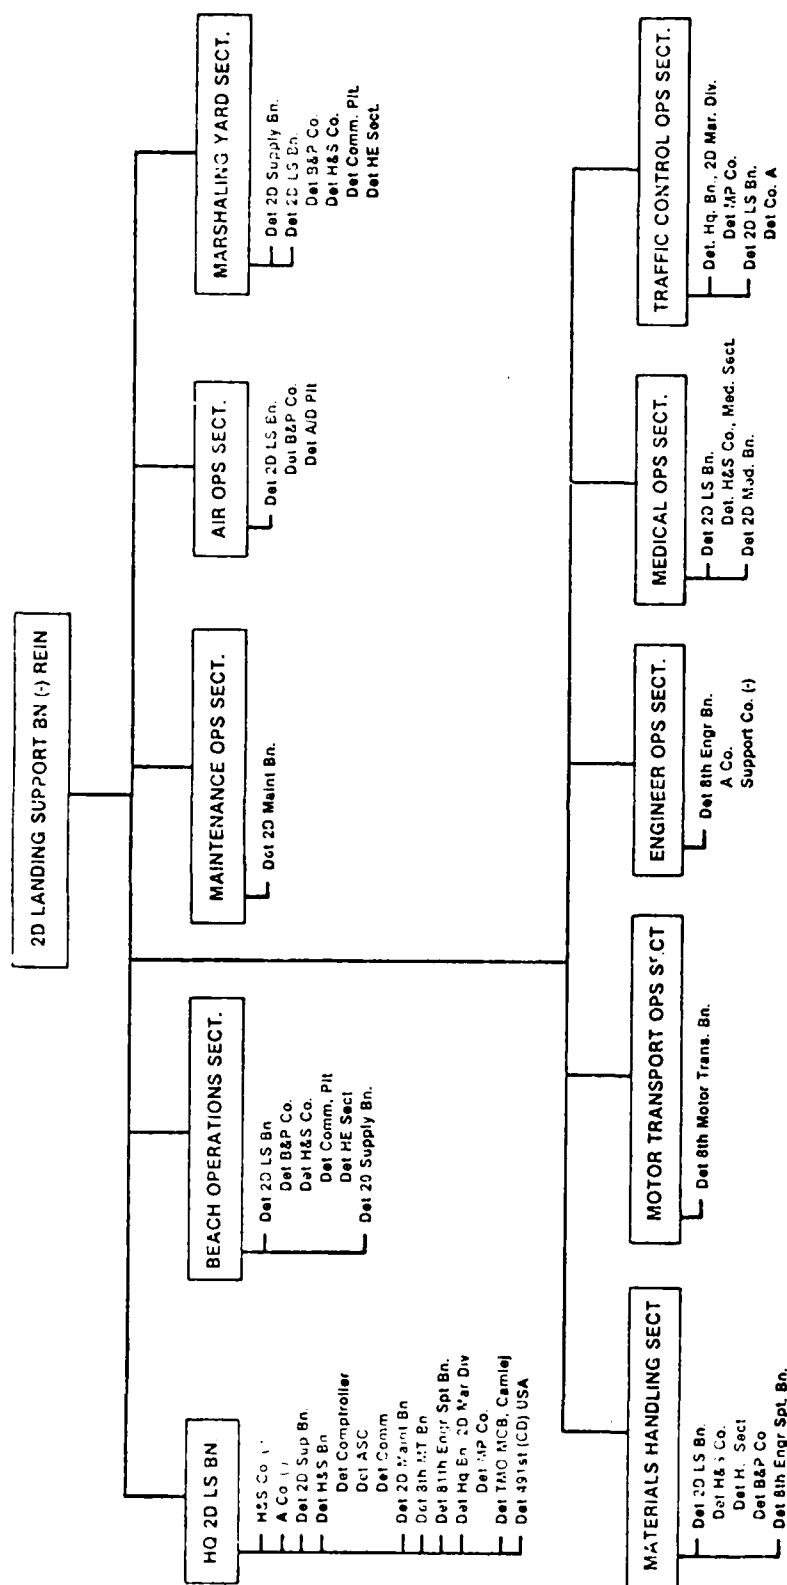 2D LANDING SUPPORT BN (-) REIN
HQ 2D LS BN
H&S Co
A Co
Det 2D Sup Bn.
Det H&S Bn
Det Comptroller
Det ASC
Det Comm
Det 2D Maint Bn
Det 8th MT Bn
Det 81th Engr Spt Bn.
Det Hq Bn 2D Mar Div
Det MP Co.
Det TMO MCB, Camlej
Det 491st (CD) USA
BEACH OPERATIONS SECT.
Det 2D LS Bn
Det B&P Co.
Det H&S Co.
Det Comm, Plt
Det HE Sect
Det 2D Supply Bn.
MAINTENANCE OPS SECT.
Det 2D Maint Bn.
AIR OPS SECT.
Det 2D LS Bn.
Det B&P Co.
Det A/D Plt
MARSHALING YARD SECT.
Det 2D Supply Bn.
Det 2D LS Bn.
Det B&P Co.
Det H&S Co.
Det Comm. Plt.
Det HE Sect.
MATERIALS HANDLING SECT
Det 2D LS Bn.
Det H& Co.
Det Sect
Det B&P Co
Det 8th Engr Spt. Bn.
MOTOR TRANSPORT OPS SECT
Det 8th Motor Trans. Bn.
ENGINEER OPS SECT.
Det 8th Engr Bn.
A Co.
Support Co. (-)
MEDICAL OPS SECT.
Det 2D LS Bn.
Det. H&S Co., Med. Sect.
Det 2D Med. Bn.
TRAFFIC CONTROL OPS SECT.
Det. Hq. Bn., 2D Mar. Div.
Det MP Co.
Det 2D LS Bn.
Det Co. A